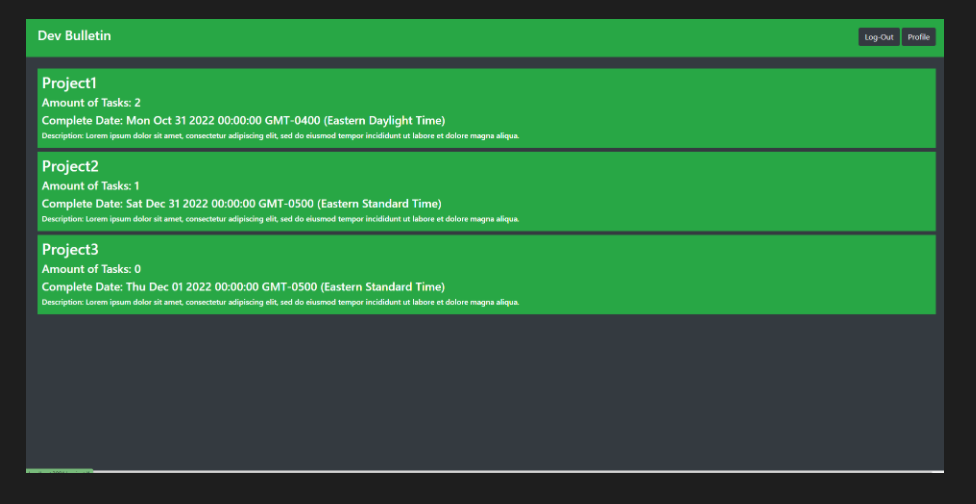 Dev Bulletin
Log-Out Profile
Project1
Amount of Tasks: 2
Complete Date: Mon Oct 31 2022 00:00:00 GMT-0400 (Eastern Daylight Time)
Description: Lorem ipsum dolor sit amet, consectetur adipiscing elit, sed do eiusmod tempor incididunt ut labore et dolore magna aliqua.
Project2
Amount of Tasks: 1
Complete Date: Sat Dec 31 2022 00:00:00 GMT-0500 (Eastern Standard Time)
Description: Lorem ipsum dolor sit amet, consectetur adipiscing elit, sed do eiusmod tempor incididunt ut labore et dolore magna aliqua.
Project3
Amount of Tasks: 0
Complete Date: Thu Dec 01 2022 00:00:00 GMT-0500 (Eastern Standard Time)
Description: Lorem ipsum dolor sit amet, consectetur adipiscing elit, sed do eiusmod tempor incididunt ut labore et dolore magna aliqua.